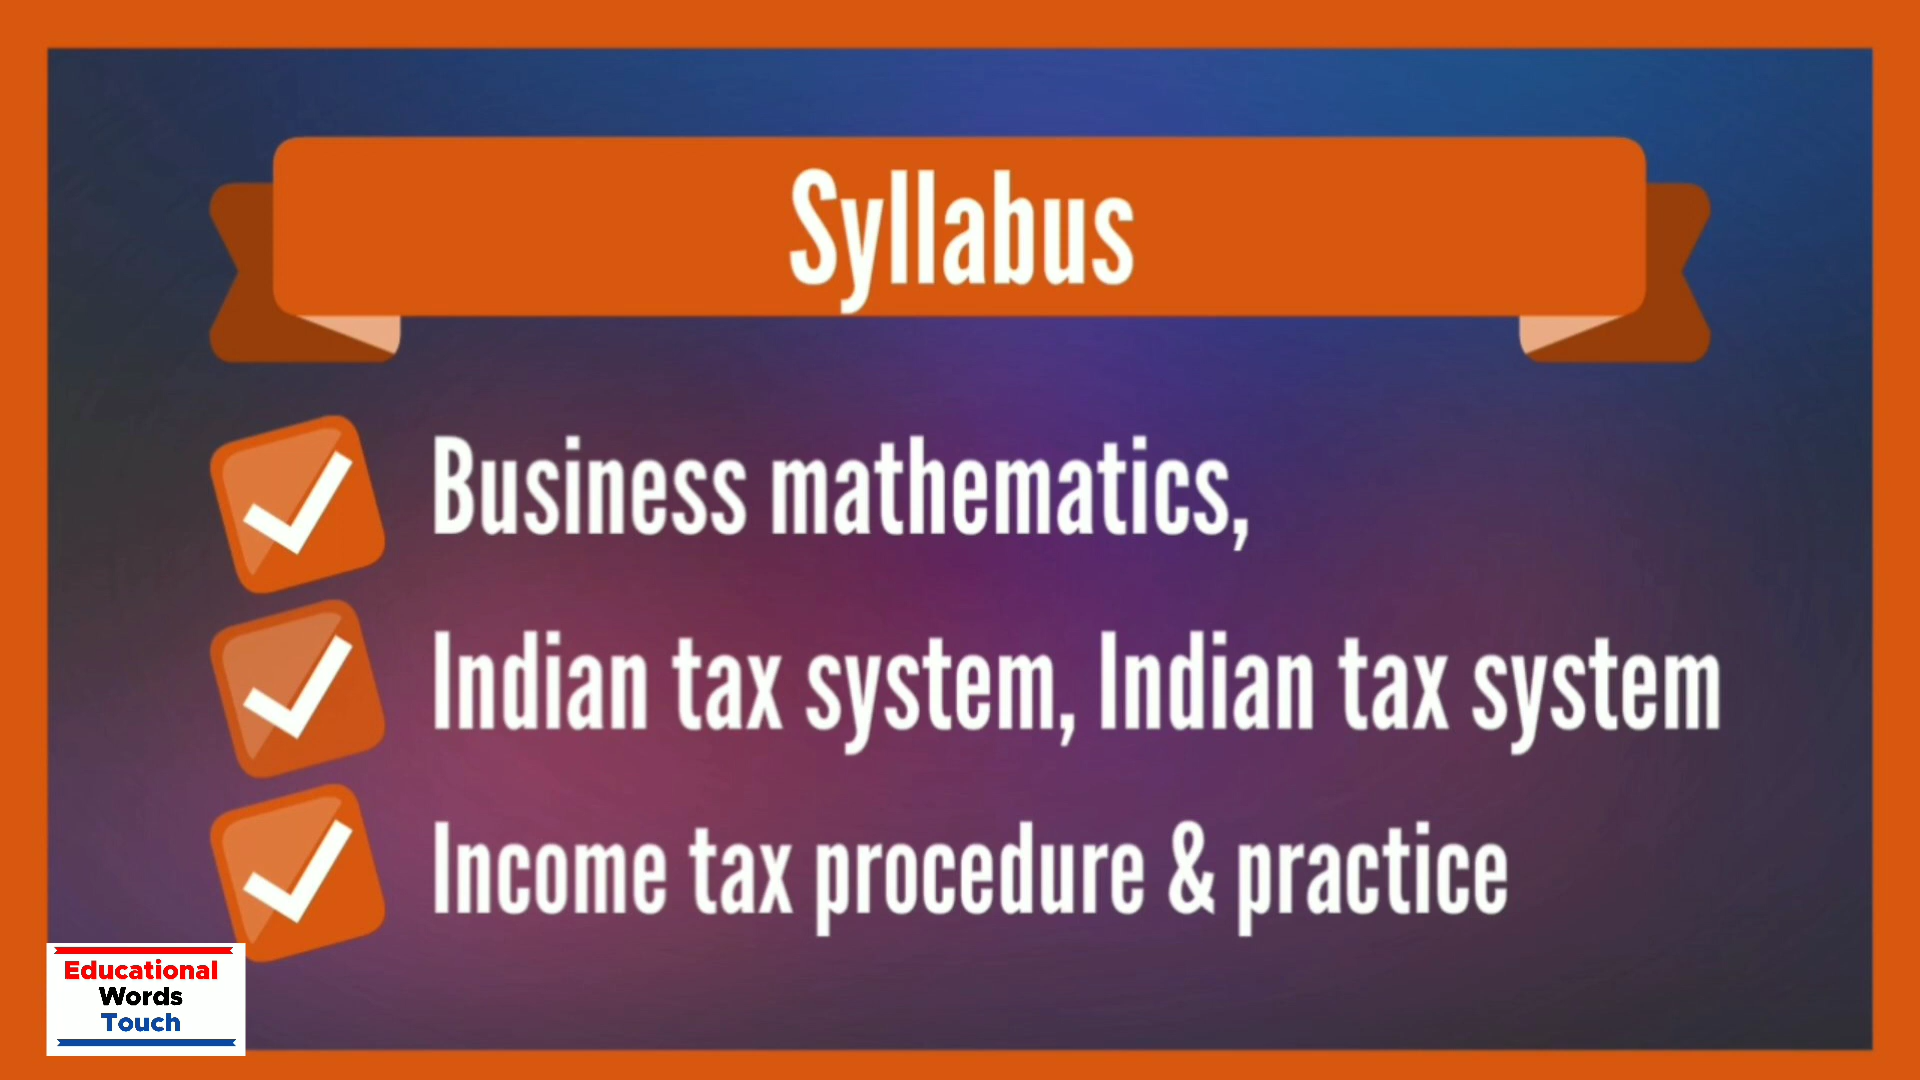 Syllabus
Business mathematics,
Indian tax system, Indian tax system
Income tax procedure & practice
Educational
Words
Touch